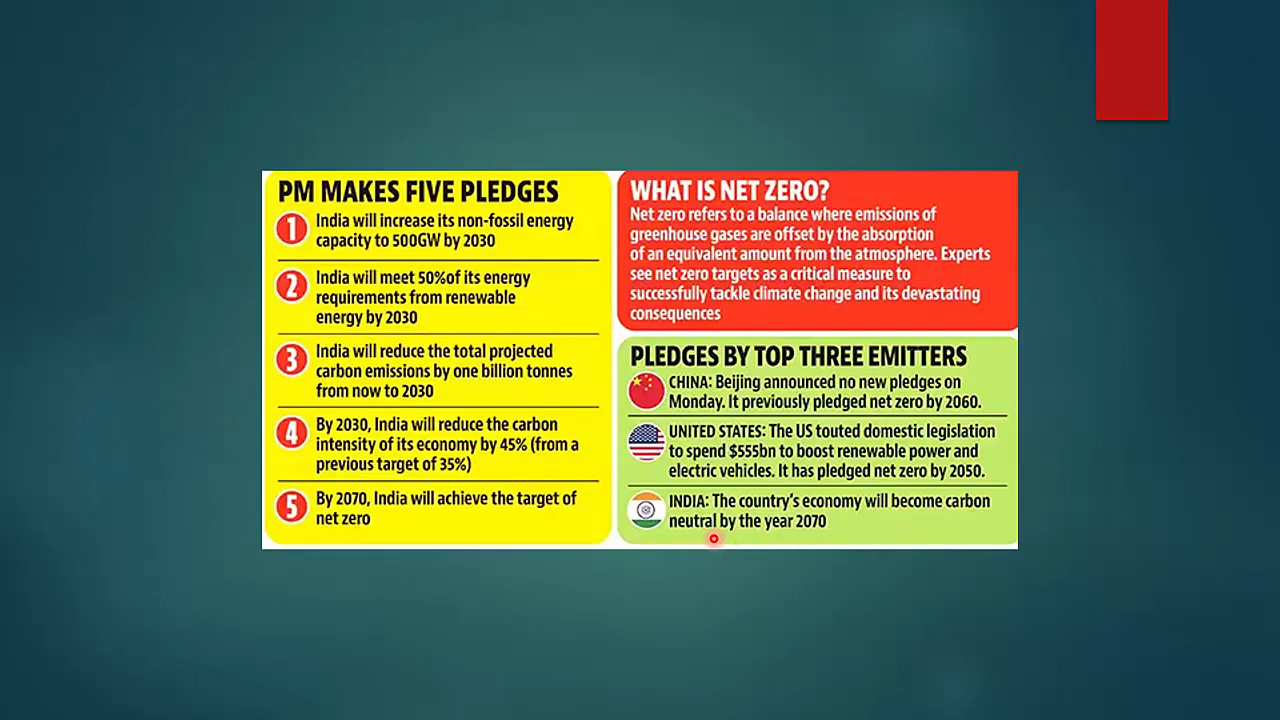 PM MAKES FIVE PLEDGES
1 India will increase its non-fossil energy
capacity to 500GW by 2030
2 India will meet 50%of its energy
requirements from renewable
energy by 2030
3 India will reduce the total projected
carbon emissions by one billion tonnes
from now to 2030
4 By 2030, India will reduce the carbon
intensity of its economy by 45% (from a
previous target of 35%)
5 By 2070, India will achieve the target of
net zero
WHAT IS NET ZERO?
Net zero refers to a balance where emissions of
greenhouse gases are offset by the absorption
of an equivalent amount from the atmosphere. Experts
see net zero targets as a critical measure to
successfully tackle climate change and its devastating
consequences
PLEDGES BY TOP THREE EMITTERS
CHINA: Beijing announced no new pledges on
Monday. It previously pledged net zero by 2060.
UNITED STATES: The US touted domestic legislation
to spend $555bn to boost renewable power and
electric vehicles. It has pledged net zero by 2050.
INDIA: The country's economy will become carbon
neutral by the year 2070